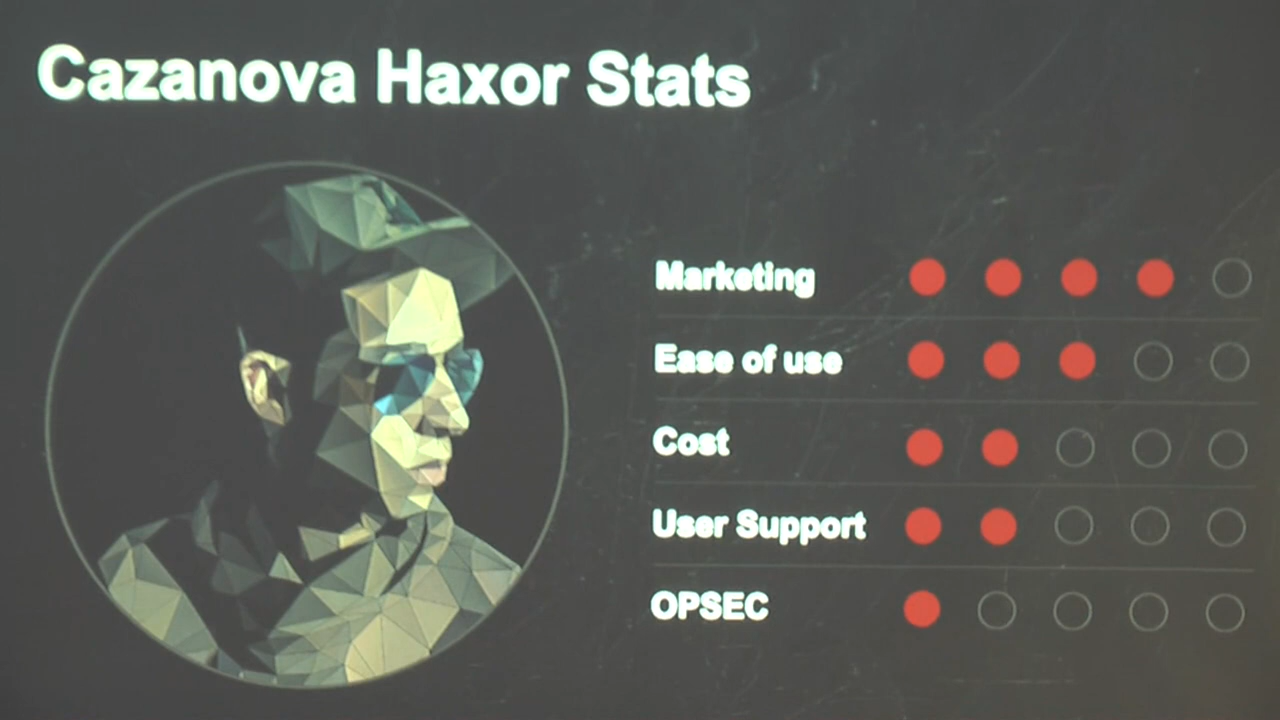 Cazanova Haxor Stats
Marketing
Ease of use
Cost
User Support
OPSEC